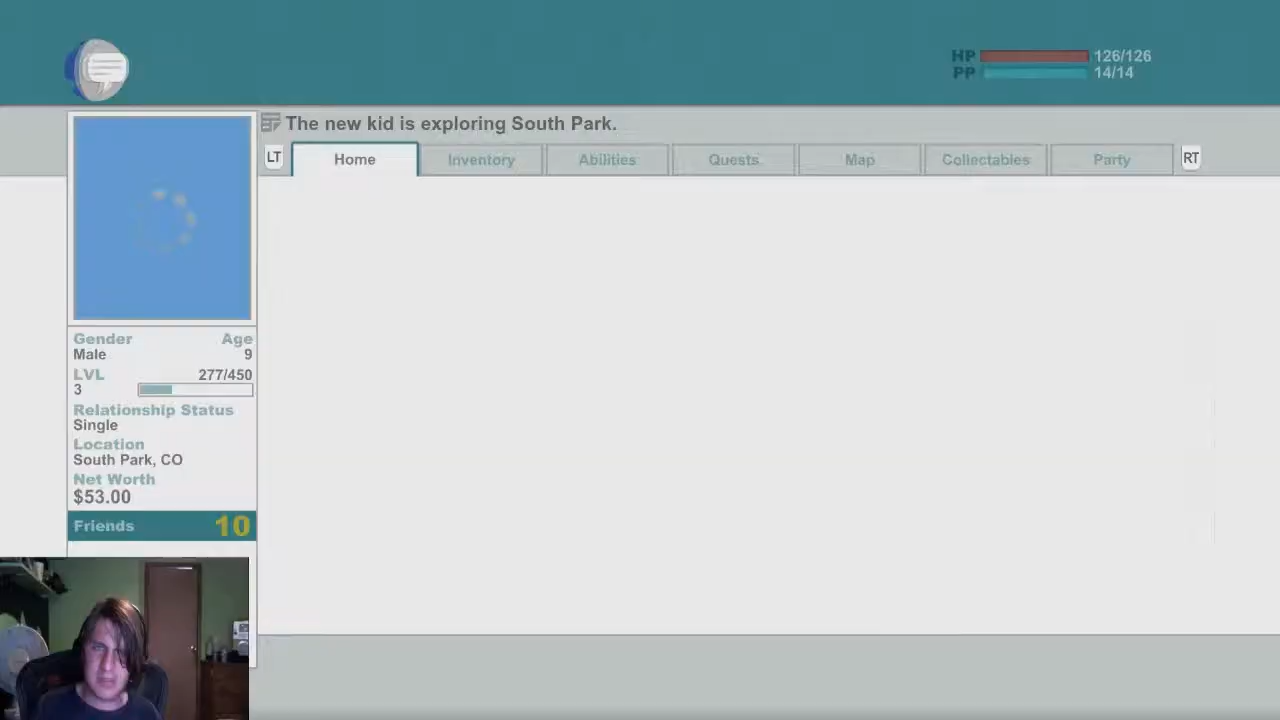 HP 126/126
PP 14/14
The new kid is exploring South Park.
LT Home Inventory Abilities Quests Map Collectables Party RT
Gender Age
Male 9
LVL 277/450
3
Relationship Status
Single
Location
South Park, CO
Net Worth
$53.00
Friends 10